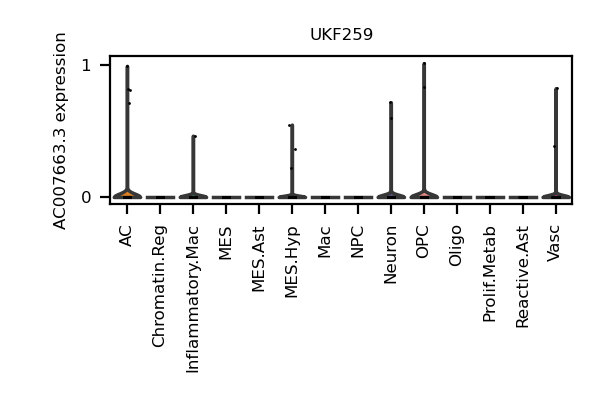 UKF259
AC007663.3 expression
1
0
AC
Chromatin.Reg
Inflammatory.Mac
MES
MES.Ast
MES.Hyp
Mac
NPC
Neuron
OPC
Oligo
Prolif.Metab
Reactive.Ast
Vasc